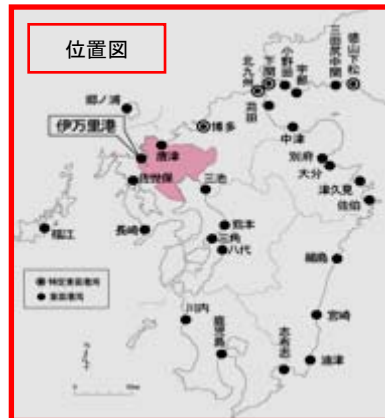 位置図
徳山下松
三田尻中関
宇部
小野田
下関
北九州
苅田
郷ノ浦
博多
伊万里港
唐津
中津
別府
大分
佐世保
三池
津久見
佐伯
福江
長崎
熊本
三角
八代
細島
川内
鹿児島
志布志
宮崎
油津
特定重要港湾
重要港湾